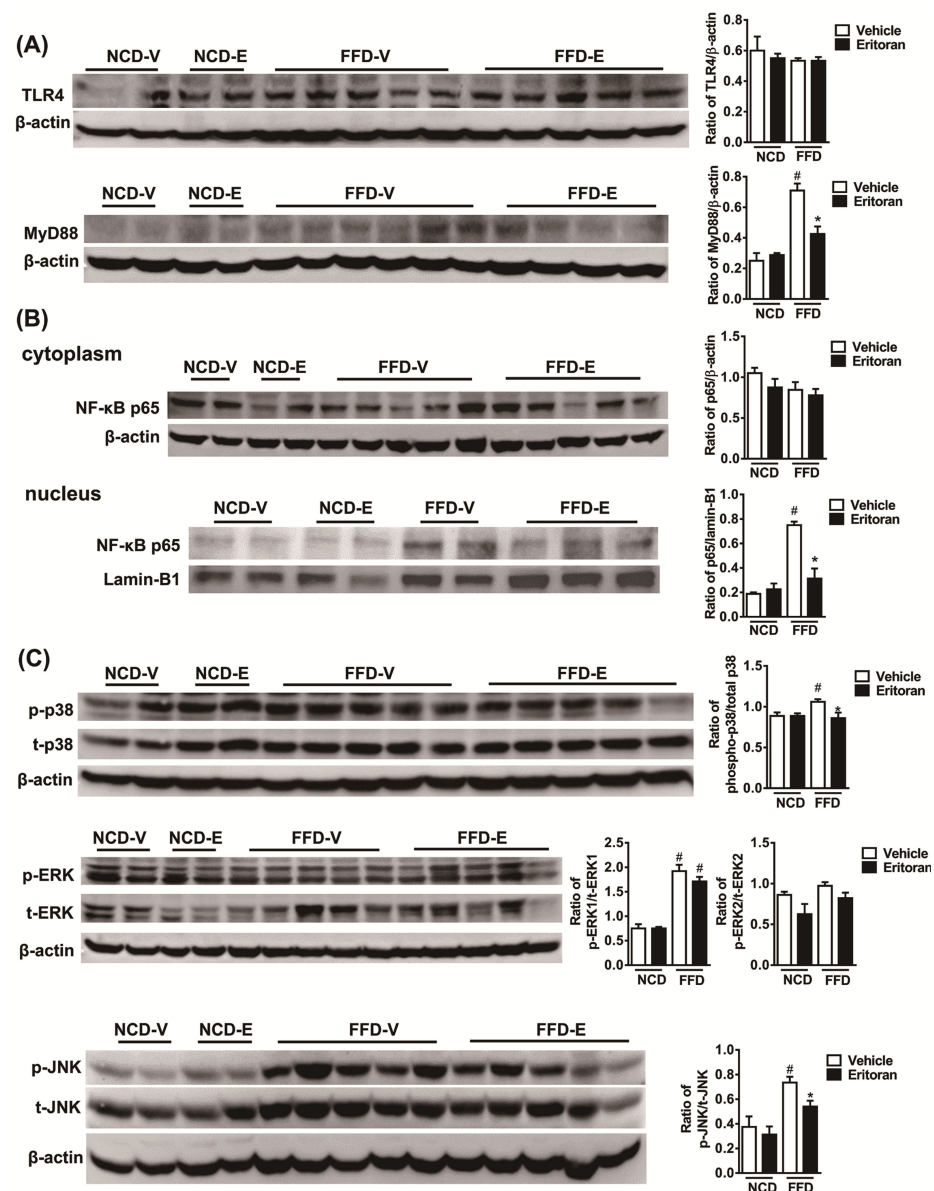 (A)
NCD-V NCD-E FFD-V FFD-E
TLR4
β-actin
Ratio of TLR4/β-actin
0.8
0.6
0.4
0.2
0.0
NCD FFD
Vehicle
Eritoran
NCD-V NCD-E FFD-V FFD-E
MyD88
β-actin
Ratio of MyD88/β-actin
0.8
0.6
0.4
0.2
0.0
#
*
NCD FFD
Vehicle
Eritoran
(B)
cytoplasm
NCD-V NCD-E FFD-V FFD-E
NF-κB p65
β-actin
Ratio of p65/β-actin
1.5
1.0
0.5
0.0
NCD FFD
Vehicle
Eritoran
nucleus
NCD-V NCD-E FFD-V FFD-E
NF-κB p65
Lamin-B1
Ratio of p65/lamin-B1
1.0
0.8
0.6
0.4
0.2
0.0
#
*
NCD FFD
Vehicle
Eritoran
(C)
NCD-V NCD-E FFD-V FFD-E
p-p38
t-p38
β-actin
Ratio of
phospho-p38/total p38
1.5
1.0
0.5
0.0
#
*
NCD FFD
Vehicle
Eritoran
NCD-V NCD-E FFD-V FFD-E
p-ERK
t-ERK
β-actin
Ratio of
p-ERK1/t-ERK1
2.5
2.0
1.5
1.0
0.5
0.0
# #
NCD FFD
Ratio of
p-ERK2/t-ERK2
1.5
1.0
0.5
0.0
NCD FFD
Vehicle
Eritoran
NCD-V NCD-E FFD-V FFD-E
p-JNK
t-JNK
β-actin
Ratio of
p-JNK/t-JNK
1.0
0.8
0.6
0.4
0.2
0.0
#
*
NCD FFD
Vehicle
Eritoran